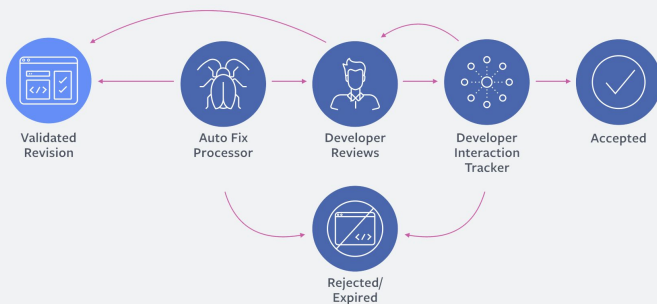 Validated
Revision
Auto Fix
Processor
Developer
Reviews
Developer
Interaction
Tracker
Accepted
</>
</>
Rejected/
Expired